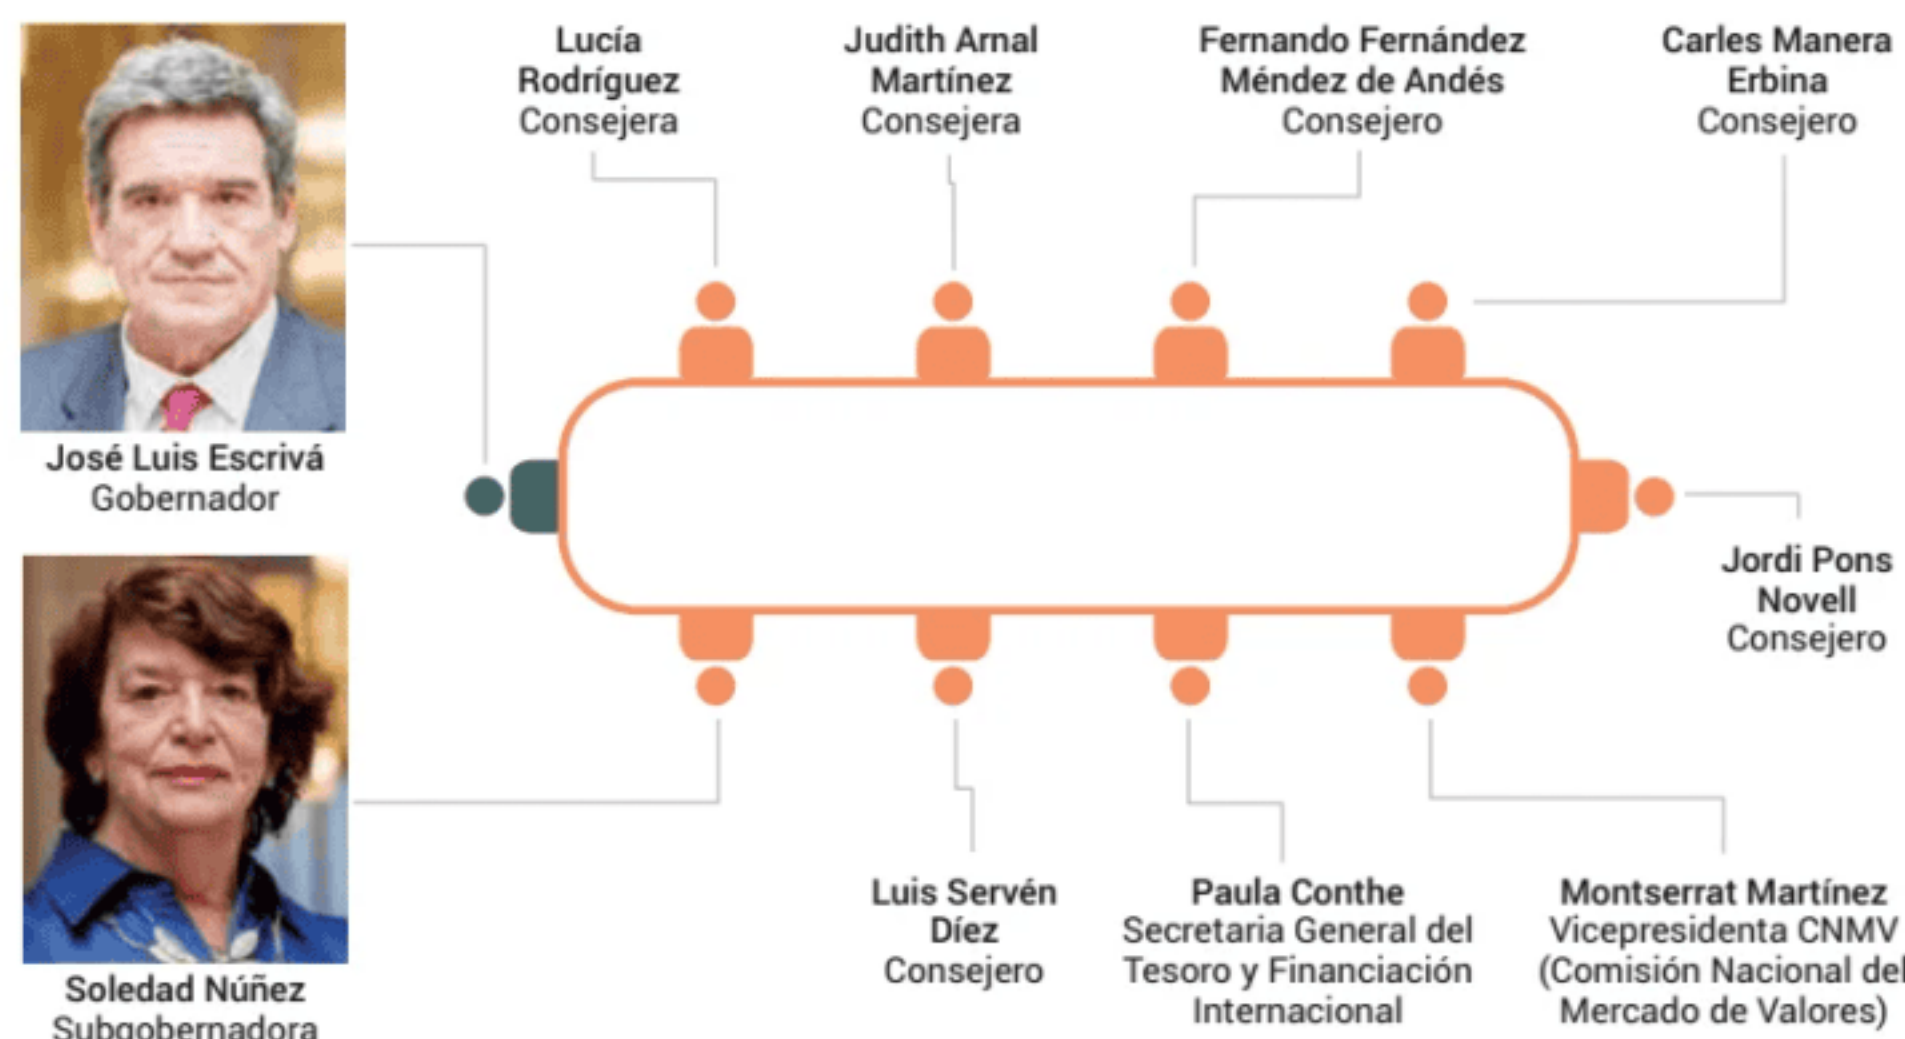 Lucía
Rodríguez
Consejera
Judith Arnal
Martínez
Consejera
Fernando Fernández
Méndez de Andés
Consejero
Carles Manera
Erbina
Consejero
José Luis Escrivá
Gobernador
Jordi Pons
Novell
Consejero
Soledad Núñez
Subgobernadora
Luis Servén
Díez
Consejero
Paula Conthe
Secretaria General del
Tesoro y Financiación
Internacional
Montserrat Martínez
Vicepresidenta CNMV
(Comisión Nacional del
Mercado de Valores)